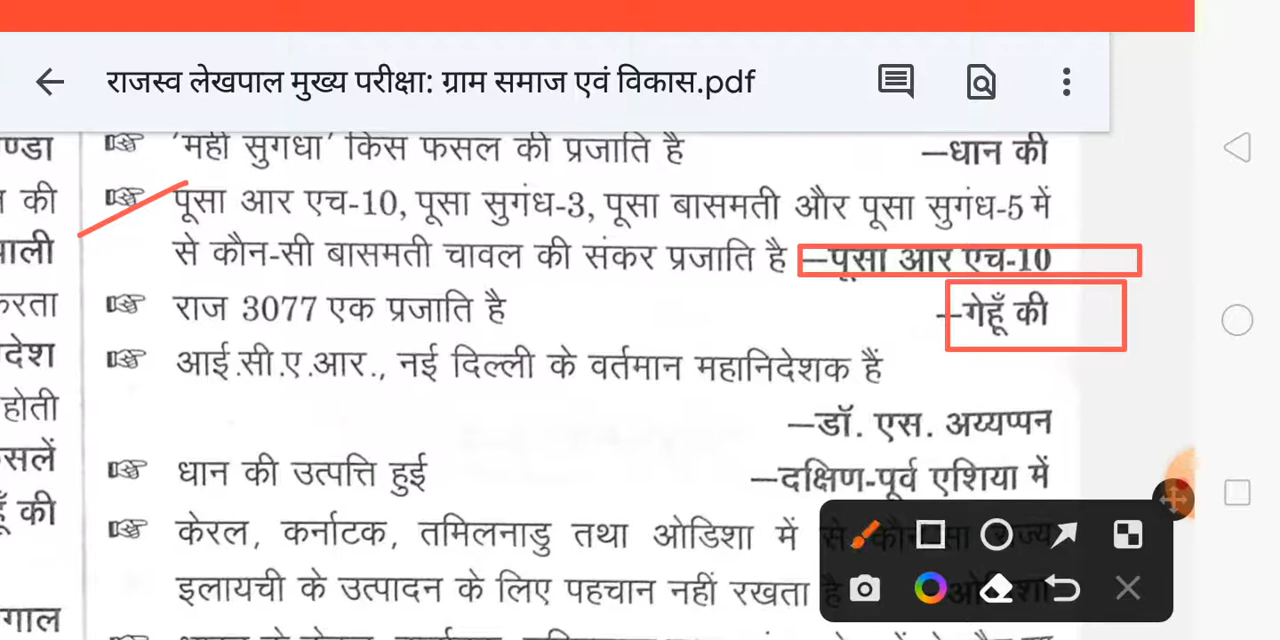 राजस्व लेखपाल मुख्य परीक्षा: ग्राम समाज एवं विकास.pdf
ण्डा
की
ाली
करता
देश
होती
सलें
की
गाल
'मही सुगंधा' किस फसल की प्रजाति है –धान की
पूसा आर एच-10, पूसा सुगंध-3, पूसा बासमती और पूसा सुगंध-5 में
से कौन-सी बासमती चावल की संकर प्रजाति है –पूसा आर एच-10
राज 3077 एक प्रजाति है –गेहूँ की
आई.सी.ए.आर., नई दिल्ली के वर्तमान महानिदेशक हैं
–डॉ. एस. अय्यप्पन
धान की उत्पत्ति हुई –दक्षिण-पूर्व एशिया में
केरल, कर्नाटक, तमिलनाडु तथा ओडिशा में से कौन-सा राज्य
इलायची के उत्पादन के लिए पहचान नहीं रखता है